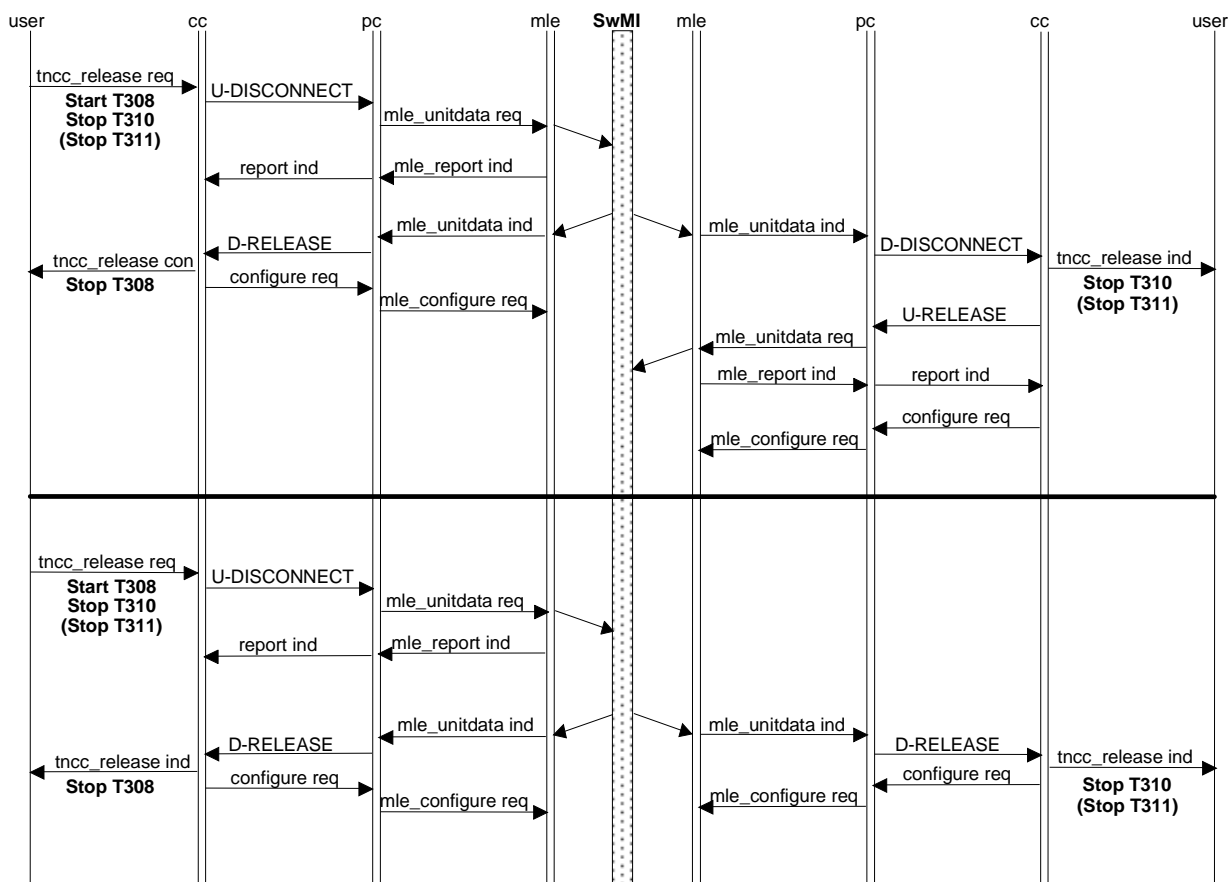 user cc pc mle SwMI mle pc cc user
tncc_release req
Start T308
Stop T310
(Stop T311)
U-DISCONNECT
mle_unitdata req
report ind
mle_report ind
mle_unitdata ind
D-RELEASE
tncc_release con
Stop T308
configure req
mle_configure req
mle_unitdata ind
D-DISCONNECT
tncc_release ind
Stop T310
(Stop T311)
U-RELEASE
mle_unitdata req
mle_report ind
report ind
configure req
mle_configure req
tncc_release req
Start T308
Stop T310
(Stop T311)
U-DISCONNECT
mle_unitdata req
report ind
mle_report ind
mle_unitdata ind
D-RELEASE
tncc_release ind
Stop T308
configure req
mle_configure req
mle_unitdata ind
D-RELEASE
tncc_release ind
Stop T310
(Stop T311)
configure req
mle_configure req